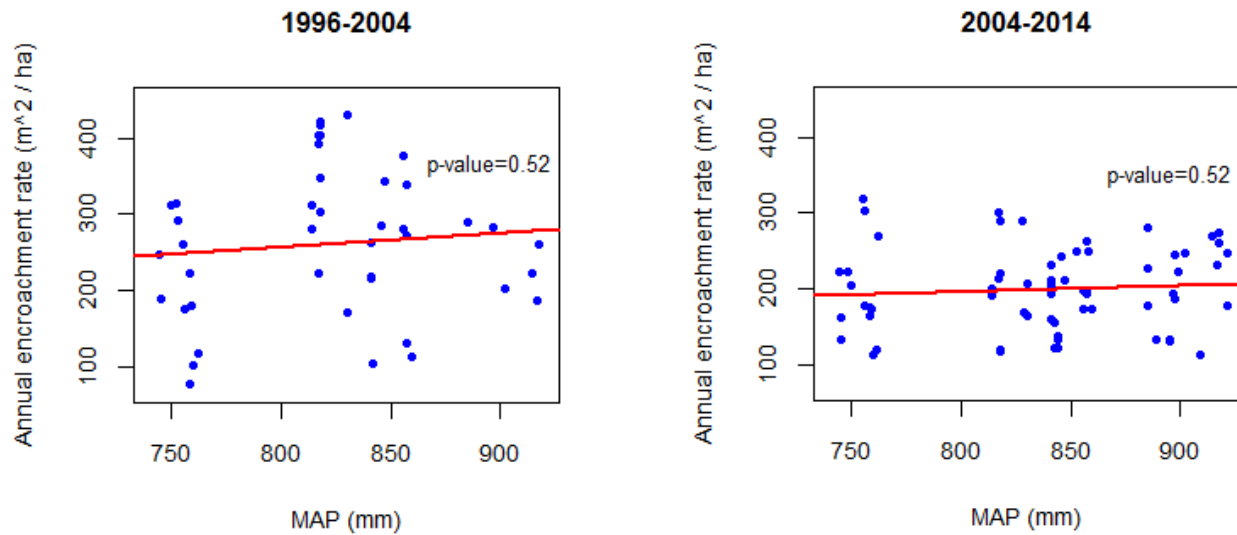 1996-2004
Annual encroachment rate (m^2 / ha)
400
300
200
100
p-value=0.52
750 800 850 900
MAP (mm)
2004-2014
Annual encroachment rate (m^2 / ha)
400
300
200
100
p-value=0.52
750 800 850 900
MAP (mm)